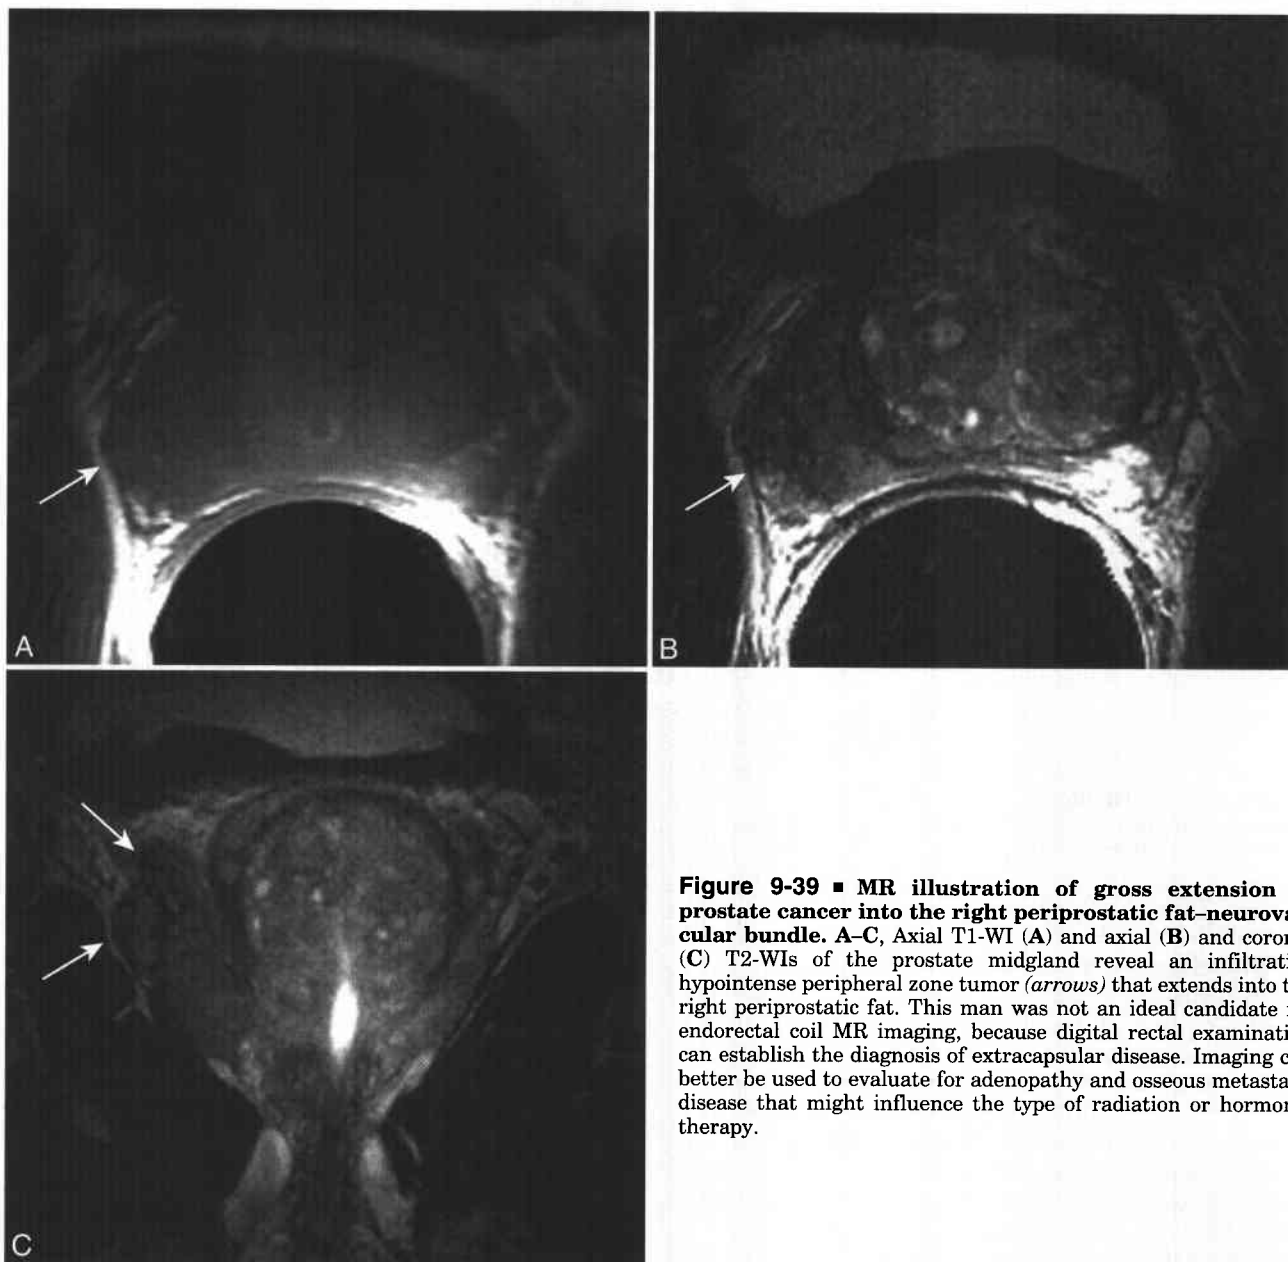 A
B
C
Figure 9-39 ■ MR illustration of gross extension
prostate cancer into the right periprostatic fat–neurova
cular bundle. A–C, Axial T1-WI (A) and axial (B) and coron
(C) T2-WIs of the prostate midgland reveal an infiltrati
hypointense peripheral zone tumor (arrows) that extends into t
right periprostatic fat. This man was not an ideal candidate
endorectal coil MR imaging, because digital rectal examinati
can establish the diagnosis of extracapsular disease. Imaging c
better be used to evaluate for adenopathy and osseous metasta
disease that might influence the type of radiation or hormon
therapy.